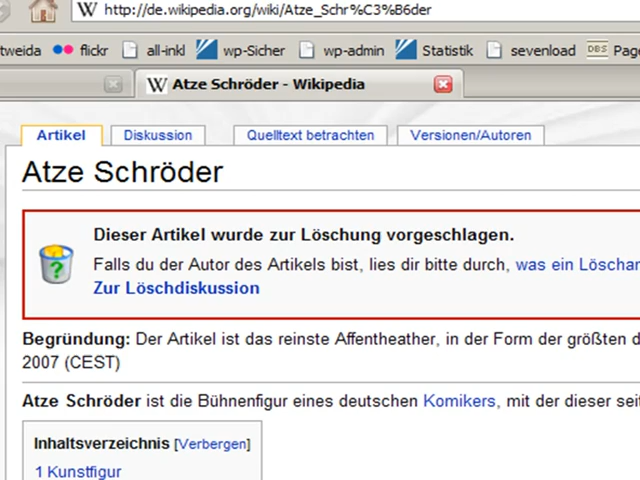 http://de.wikipedia.org/wiki/Atze_Schr%C3%B6der
tweida flickr all-inkl wp-Sicher wp-admin Statistik sevenload DBS Page
Atze Schröder - Wikipedia
Artikel Diskussion Quelltext betrachten Versionen/Autoren
Atze Schröder
Dieser Artikel wurde zur Löschung vorgeschlagen.
Falls du der Autor des Artikels bist, lies dir bitte durch, was ein Löschar
Zur Löschdiskussion
Begründung: Der Artikel ist das reinste Affentheather, in der Form der größten d
2007 (CEST)
Atze Schröder ist die Bühnenfigur eines deutschen Komikers, mit der dieser seit
Inhaltsverzeichnis [Verbergen]
1 Kunstfigur